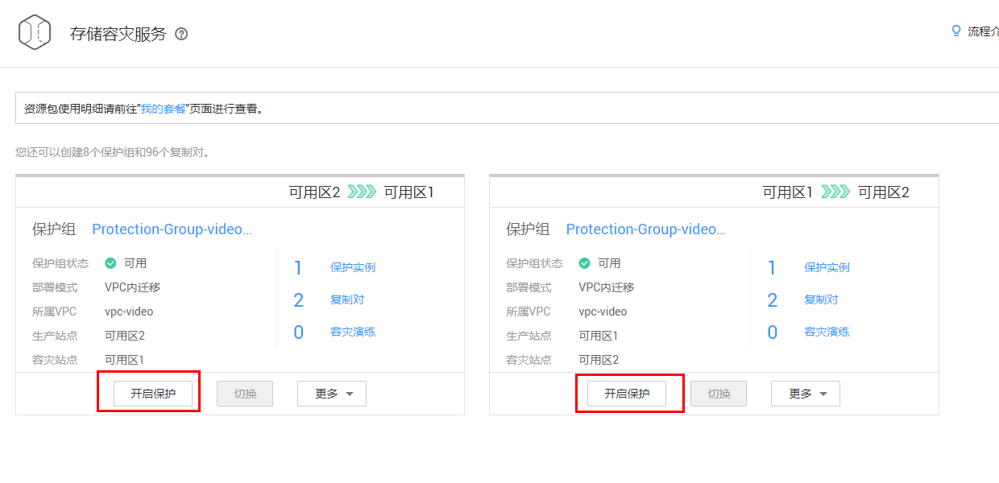 存储容灾服务 ?
流程介
资源包使用明细请前往"我的套餐"页面进行查看。
您还可以创建8个保护组和96个复制对。
可用区2 可用区1
保护组 Protection-Group-video...
保护组状态 可用
部署模式 VPC内迁移
所属VPC vpc-video
生产站点 可用区2
容灾站点 可用区1
1 保护实例
2 复制对
0 容灾演练
开启保护 切换 更多
可用区1 可用区2
保护组 Protection-Group-video...
保护组状态 可用
部署模式 VPC内迁移
所属VPC vpc-video
生产站点 可用区1
容灾站点 可用区2
1 保护实例
2 复制对
0 容灾演练
开启保护 切换 更多